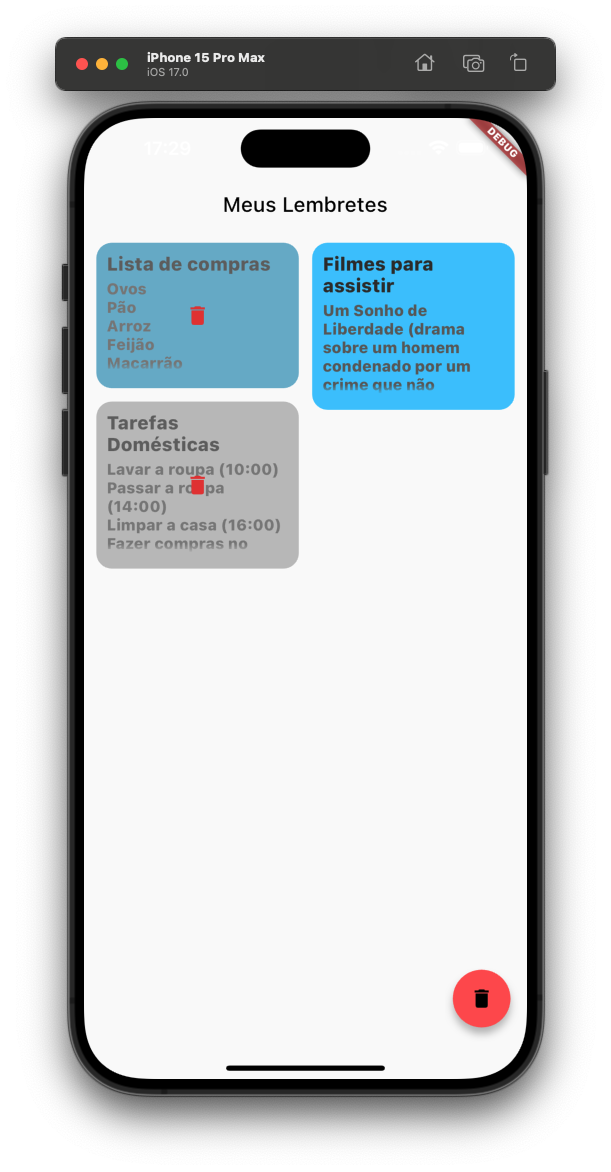 iPhone 15 Pro Max
iOS 17.0
17:29
DEBUG
Meus Lembretes
Lista de compras
Ovos
Pão
Arroz
Feijão
Macarrão
Filmes para
assistir
Um Sonho de
Liberdade (drama
sobre um homem
condenado por um
crime que não
Tarefas
Domésticas
Lavar a roupa (10:00)
Passar a roupa
(14:00)
Limpar a casa (16:00)
Fazer compras no